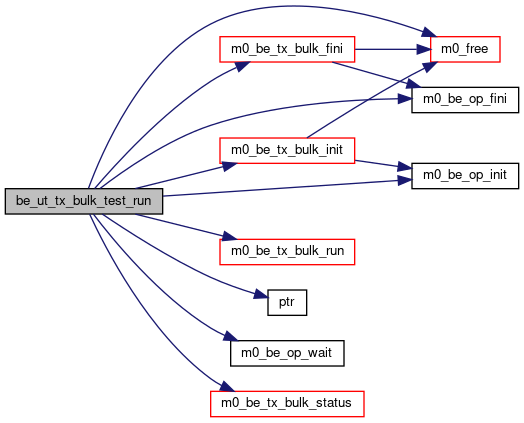 m0_be_tx_bulk_fini
m0_free
m0_be_op_fini
m0_be_tx_bulk_init
m0_be_op_init
be_ut_tx_bulk_test_run
m0_be_tx_bulk_run
ptr
m0_be_op_wait
m0_be_tx_bulk_status